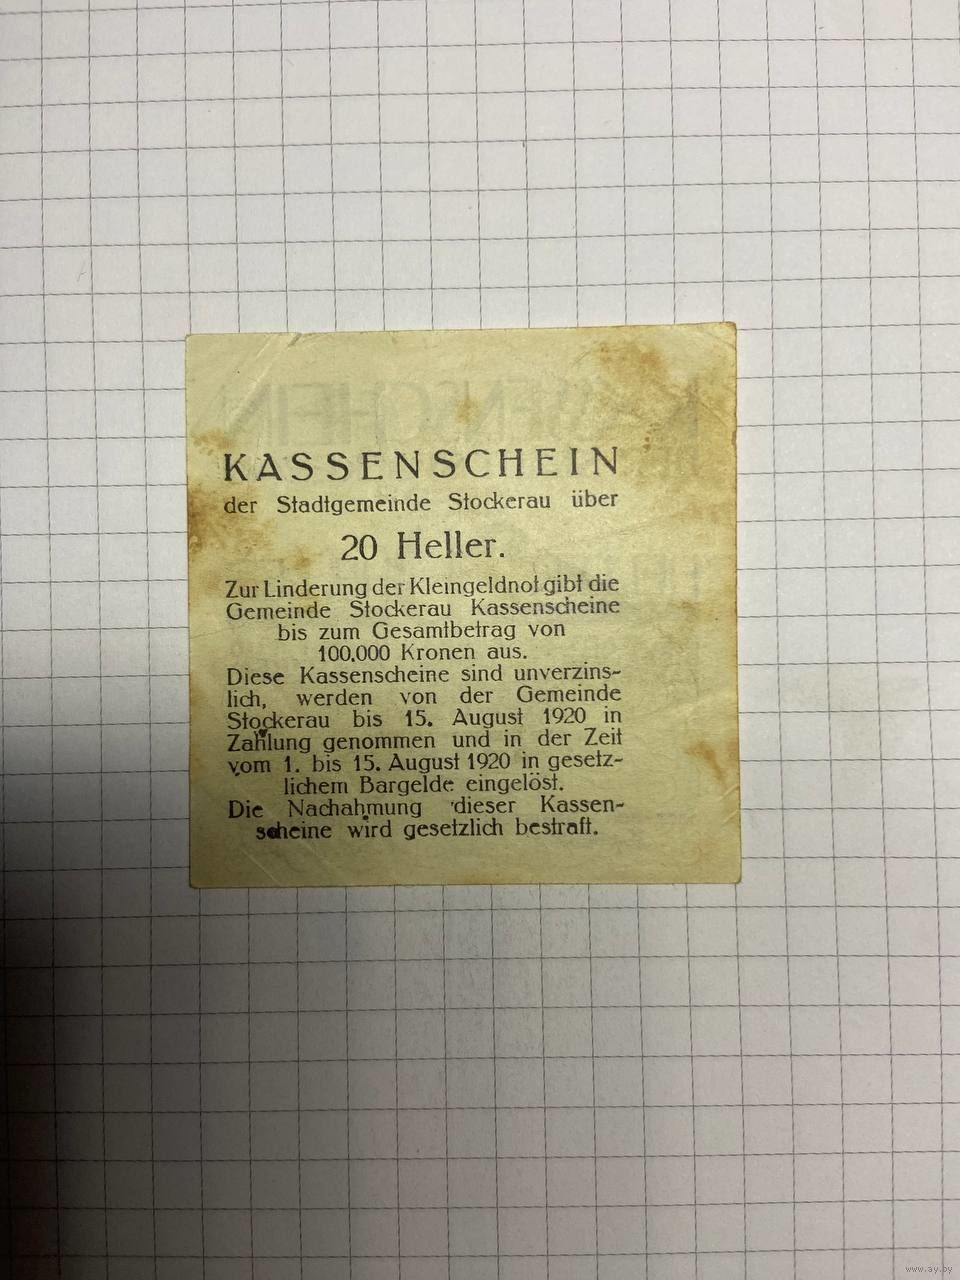 KASSENSCHEIN
der Stadtgemeinde Stockerau über
20 Heller.
Zur Linderung der Kleingeldnot gibt die
Gemeinde Stockerau Kassenscheine
bis zum Gesamtbetrag von
100.000 Kronen aus.
Diese Kassenscheine sind unverzins-
lich, werden von der Gemeinde
Stockerau bis 15. August 1920 in
Zahlung genommen und in der Zeit
vom 1. bis 15. August 1920 in gesetz-
lichem Bargelde eingelöst.
Die Nachahmung dieser Kassen-
scheine wird gesetzlich bestraft.
www.ay.by